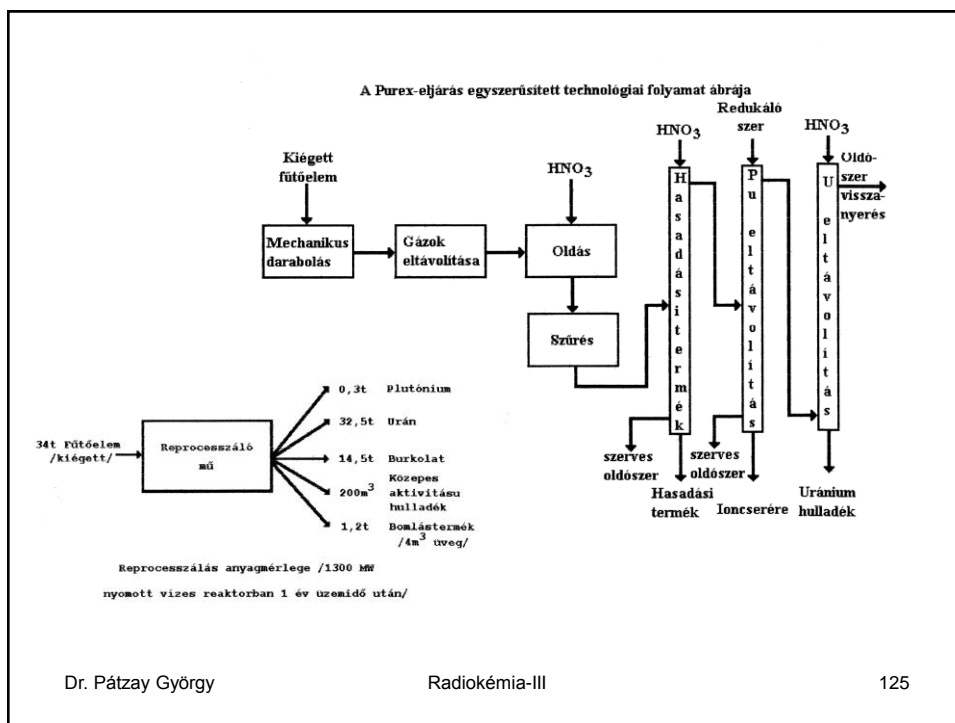 A Purex-eljárás egyszerűsített technológiai folyamat ábrája
Kiégett
fűtőelem
HNO3
HNO3
Redukáló
szer
HNO3
Oldó-
szer
vissza-
nyerés
Mechanikus
darabolás
Gázok
eltávolítása
Oldás
Szűrés
Hasadásitermék
Pu eltávolítás
U eltávolítás
szerves
oldószer
Hasadási
termék
szerves
oldószer
Ioncserére
Uránium
hulladék
34t Fűtőelem
/kiégett/
Reprocesszáló
mű
0,3t Plutónium
32,5t Urán
14,5t Burkolat
200m3 Közepes
aktivitásu
hulladék
1,2t Bomlástermék
/4m3 üveg/
Reprocesszálás anyagmérlege /1300 MW
nyomott vizes reaktorban 1 év üzemidő után/
Dr. Pátzay György
Radiokémia-III
125